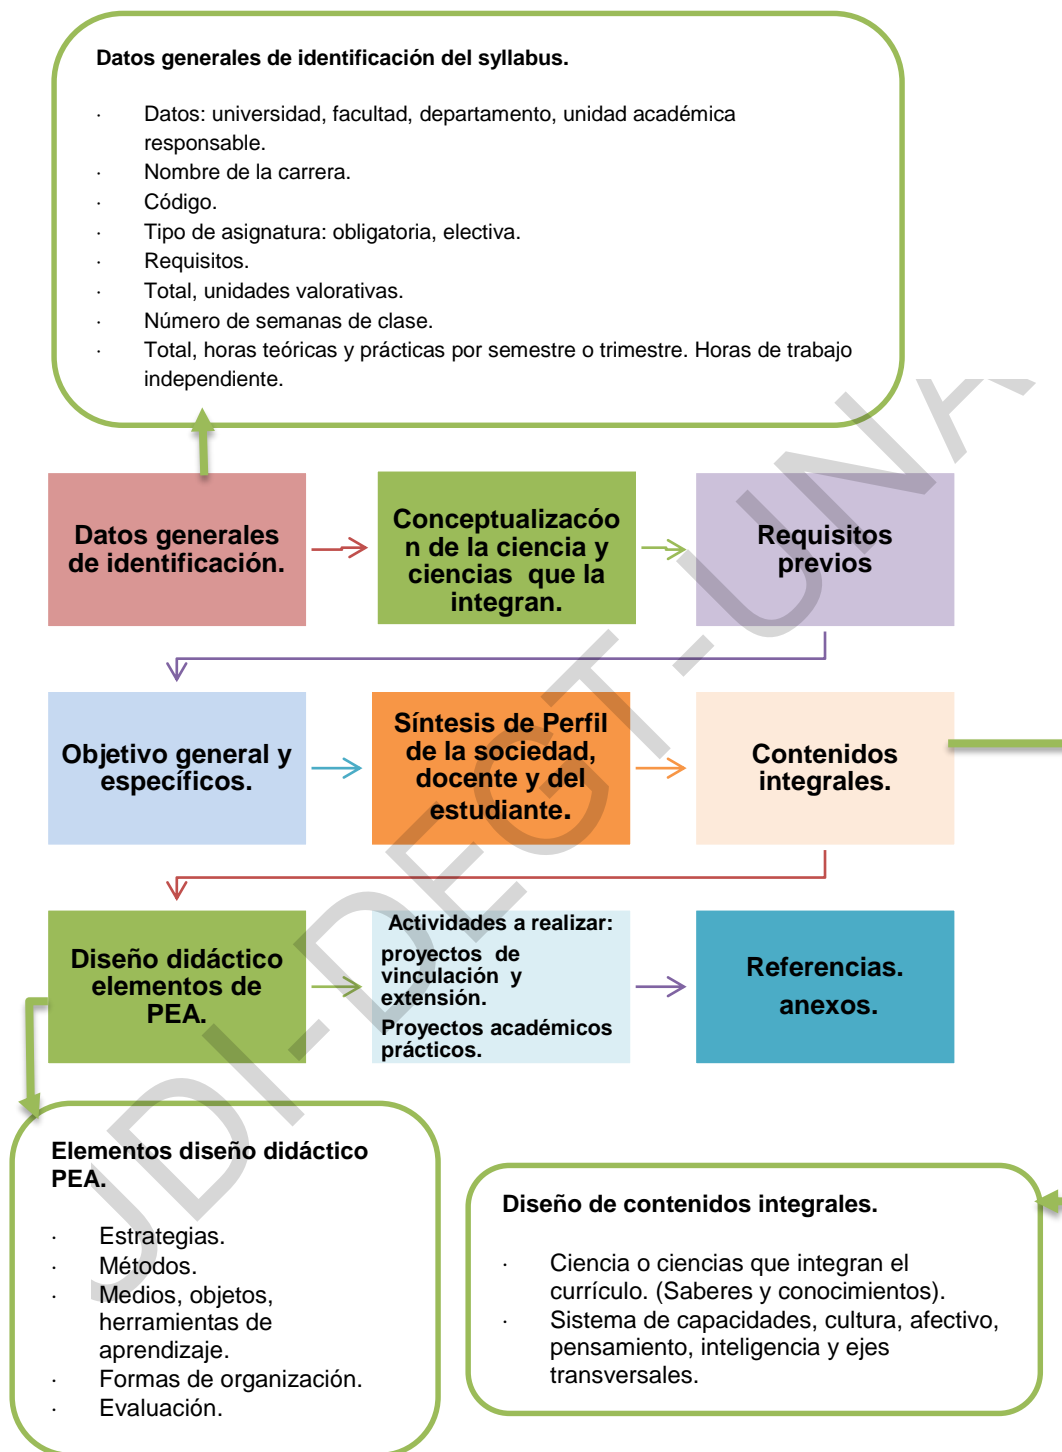 Datos generales de identificación del syllabus.
· Datos: universidad, facultad, departamento, unidad académica
responsable.
· Nombre de la carrera.
· Código.
· Tipo de asignatura: obligatoria, electiva.
· Requisitos.
· Total, unidades valorativas.
· Número de semanas de clase.
· Total, horas teóricas y prácticas por semestre o trimestre. Horas de trabajo
independiente.
Datos generales
de identificación.
Conceptualizacóo
n de la ciencia y
ciencias que la
integran.
Requisitos
previos
Objetivo general y
específicos.
Síntesis de Perfil
de la sociedad,
docente y del
estudiante.
Contenidos
integrales.
Diseño didáctico
elementos de
PEA.
Actividades a realizar:
proyectos de
vinculación y
extensión.
Proyectos académicos
prácticos.
Referencias.
anexos.
Elementos diseño didáctico
PEA.
· Estrategias.
· Métodos.
· Medios, objetos,
herramientas de
aprendizaje.
· Formas de organización.
· Evaluación.
Diseño de contenidos integrales.
· Ciencia o ciencias que integran el
currículo. (Saberes y conocimientos).
· Sistema de capacidades, cultura, afectivo,
pensamiento, inteligencia y ejes
transversales.
UDI-DEGT-UNA